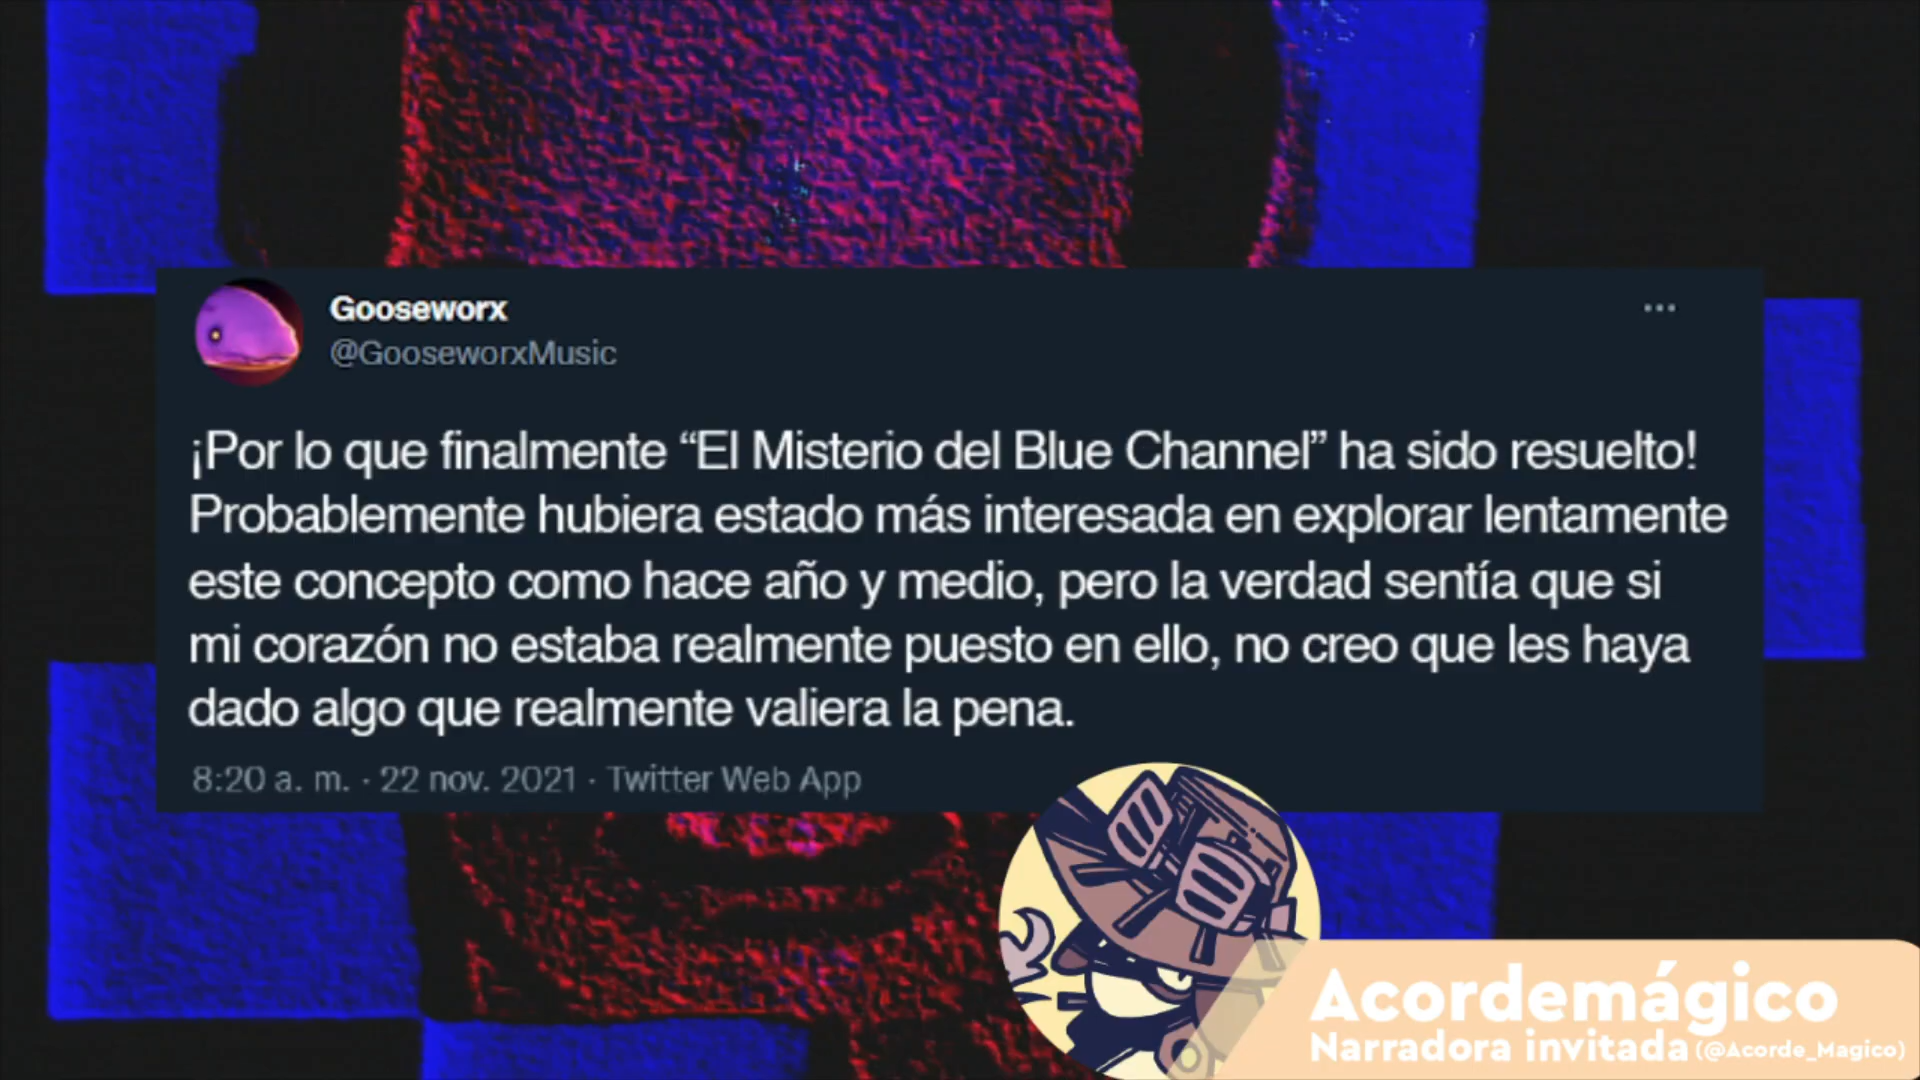 Gooseworx
@GooseworxMusic
¡Por lo que finalmente “El Misterio del Blue Channel” ha sido resuelto!
Probablemente hubiera estado más interesada en explorar lentamente
este concepto como hace año y medio, pero la verdad sentía que si
mi corazón no estaba realmente puesto en ello, no creo que les haya
dado algo que realmente valiera la pena.
8:20 a. m. · 22 nov. 2021 · Twitter Web App
Acordemágico
Narradora invitada (@Acorde_Magico)